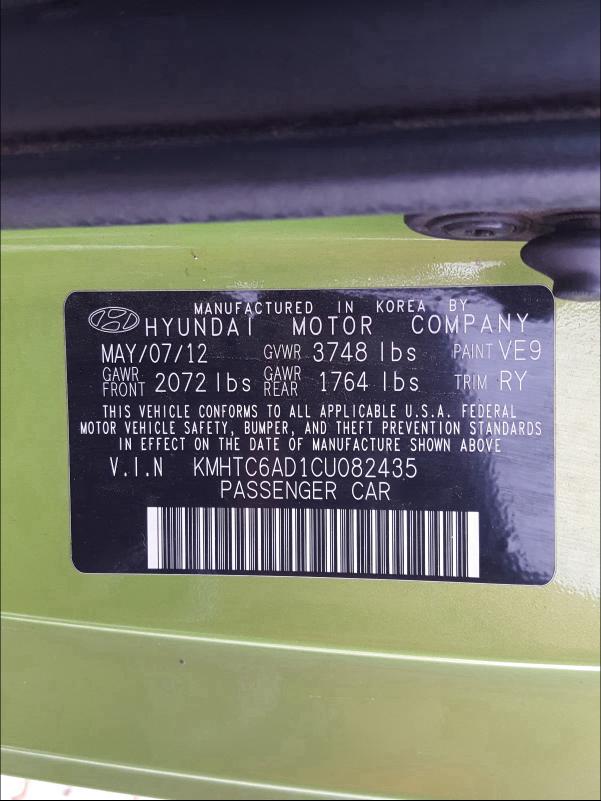 MANUFACTURED IN KOREA BY
HYUNDAI MOTOR COMPANY
MAY/07/12 GVWR 3748 lbs PAINT VE9
GAWR FRONT 2072 lbs GAWR REAR 1764 lbs TRIM RY
THIS VEHICLE CONFORMS TO ALL APPLICABLE U.S.A. FEDERAL
MOTOR VEHICLE SAFETY, BUMPER, AND THEFT PREVENTION STANDARDS
IN EFFECT ON THE DATE OF MANUFACTURE SHOWN ABOVE
V.I.N KMHTC6AD1CU082435
PASSENGER CAR